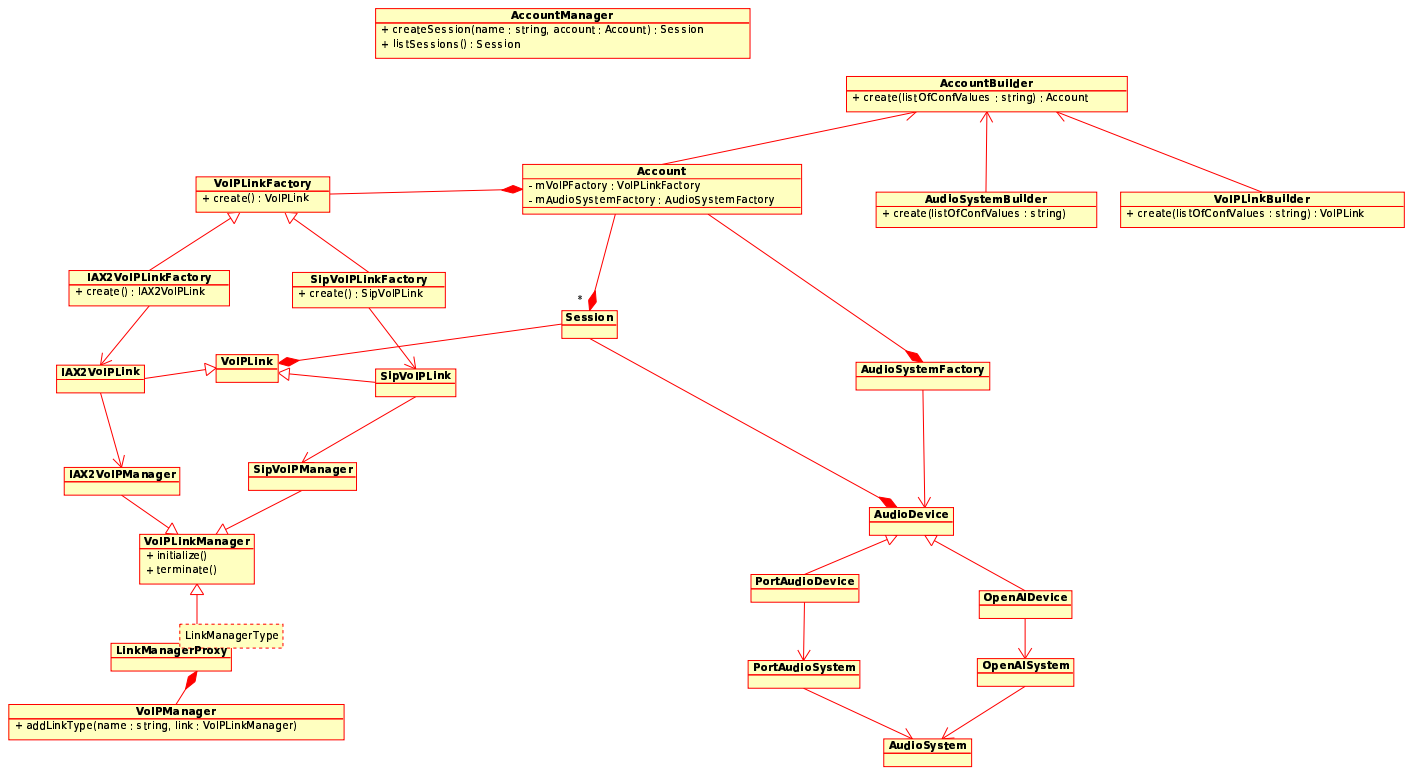 AccountManager
+ createSession(name : string, account : Account) : Session
+ listSessions() : Session
AccountBuilder
+ create(listOfConfValues : string) : Account
Account
- mVoIPFactory : VoIPLinkFactory
- mAudioSystemFactory : AudioSystemFactory
VoIPLinkFactory
+ create() : VoIPLink
AudioSystemBuilder
+ create(listOfConfValues : string)
VoIPLinkBuilder
+ create(listOfConfValues : string) : VoIPLink
IAX2VoIPLinkFactory
+ create() : IAX2VoIPLink
SipVoIPLinkFactory
+ create() : SipVoIPLink
*
Session
VoIPLink
IAX2VoIPLink
SipVoIPLink
AudioSystemFactory
IAX2VoIPManager
SipVoIPManager
AudioDevice
VoIPLinkManager
+ initialize()
+ terminate()
PortAudioDevice
OpenAlDevice
LinkManagerType
LinkManagerProxy
PortAudioSystem
OpenAlSystem
VoIPManager
+ addLinkType(name : string, link : VoIPLinkManager)
AudioSystem